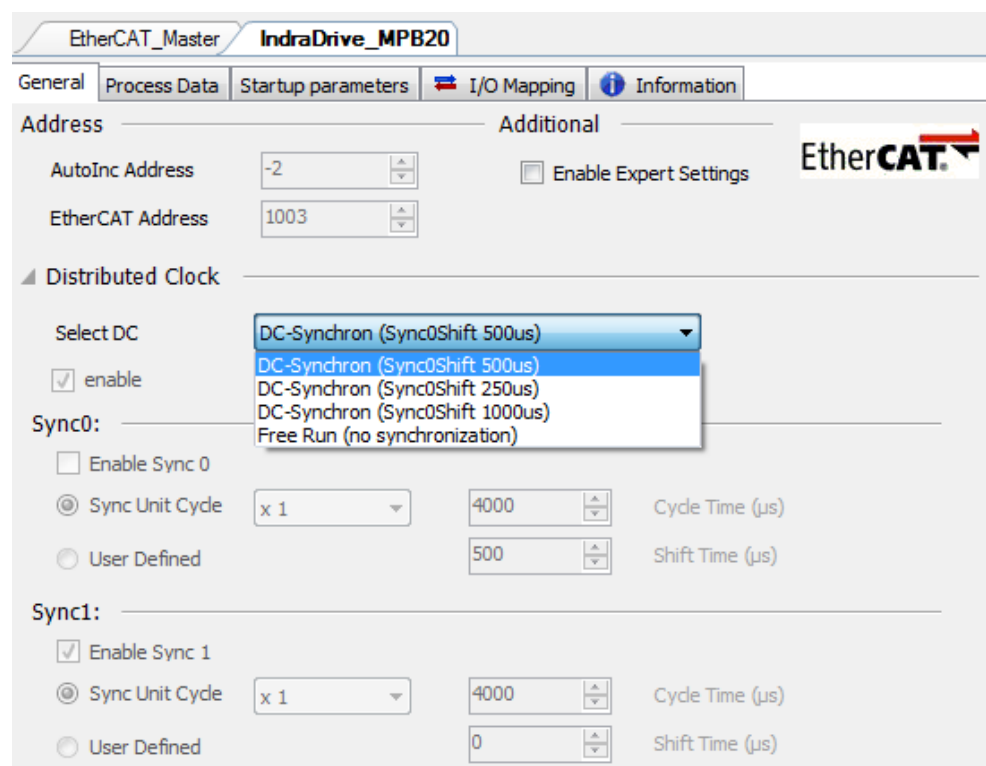 EtherCAT_Master IndraDrive_MPB20
General Process Data Startup parameters I/O Mapping Information
Address Additional
AutoInc Address -2 Enable Expert Settings EtherCAT.
EtherCAT Address 1003
Distributed Clock
Select DC DC-Synchron (Sync0Shift 500us)
DC-Synchron (Sync0Shift 500us)
enable DC-Synchron (Sync0Shift 250us)
DC-Synchron (Sync0Shift 1000us)
Sync0: Free Run (no synchronization)
Enable Sync 0
Sync Unit Cycle x 1 4000 Cycle Time (µs)
User Defined 500 Shift Time (µs)
Sync1:
Enable Sync 1
Sync Unit Cycle x 1 4000 Cycle Time (µs)
User Defined 0 Shift Time (µs)